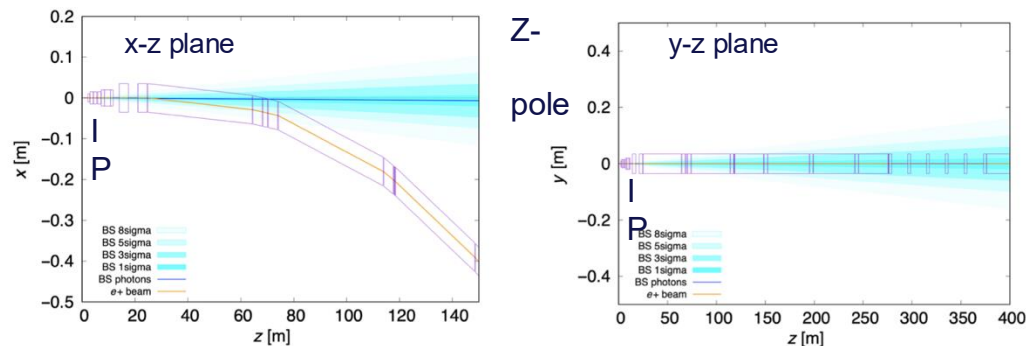 x-z plane
0.2
0.1
0
−0.1
−0.2
−0.3
−0.4
−0.5
x [m]
I
P
BS 8sigma
BS 5sigma
BS 3sigma
BS 1sigma
BS photons
e+ beam
0 20 40 60 80 100 120 140
z [m]
Z-
pole
y-z plane
0.4
0.2
0
−0.2
−0.4
y [m]
I
P
BS 8sigma
BS 5sigma
BS 3sigma
BS 1sigma
BS photons
e+ beam
0 50 100 150 200 250 300 350 400
z [m]